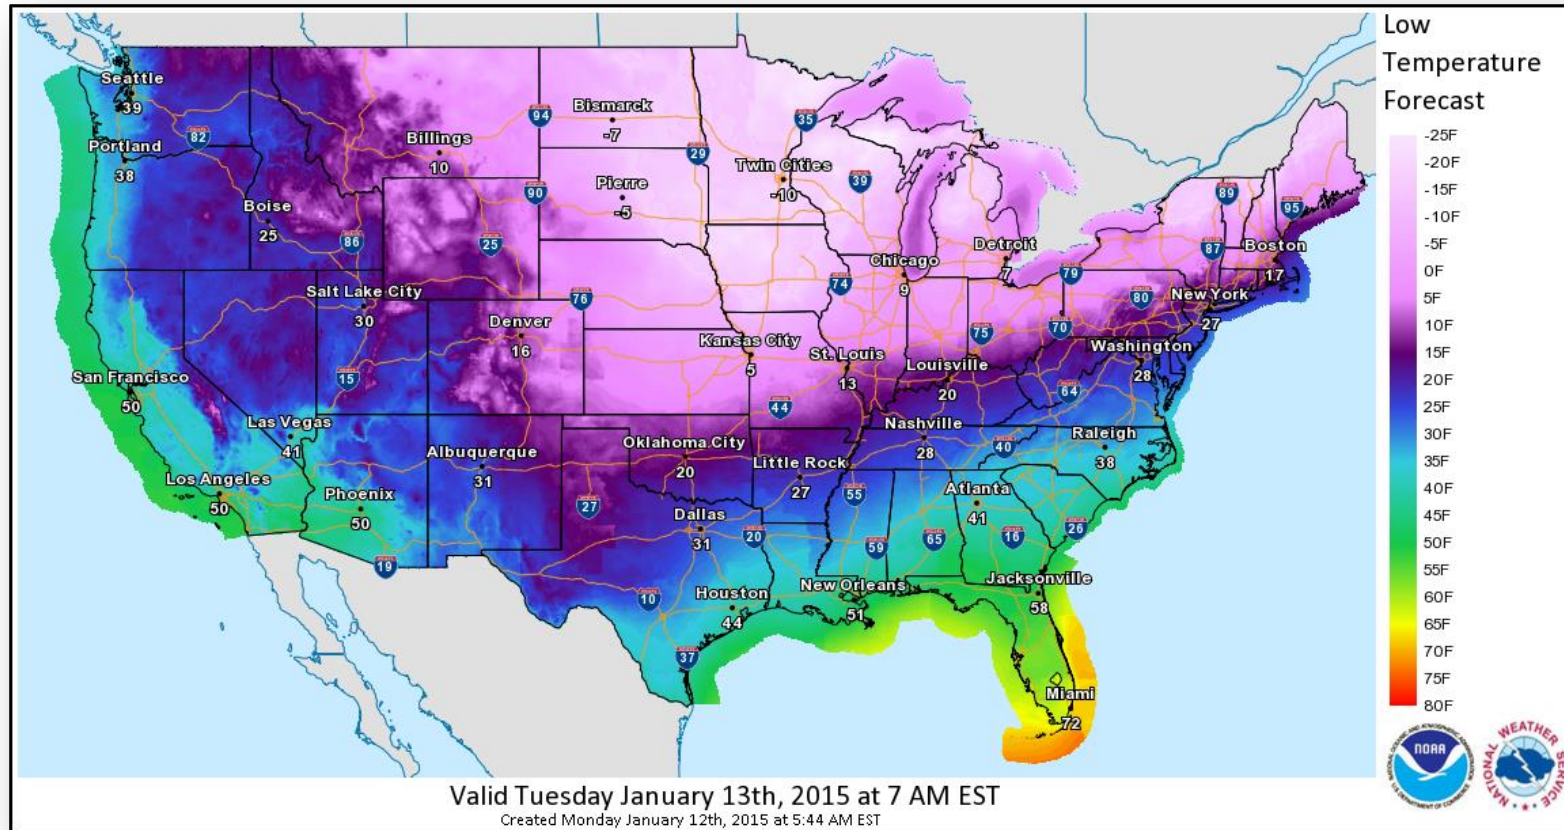 Low
Temperature
Forecast
-25F
-20F
-15F
-10F
-5F
0F
5F
10F
15F
20F
25F
30F
35F
40F
45F
50F
55F
60F
65F
70F
75F
80F
Seattle
39
82
Portland
38
Boise
25
86
Billings
10
94
Bismarck
-7
90
Pierre
-5
29
25
35
Twin Cities
-10
39
Detroit
7
Chicago
9
74
89
95
87
Boston
17
79
80
New York
27
Salt Lake City
30
76
Denver
16
15
Kansas City
5
St. Louis
13
75
70
Louisville
20
Washington
28
64
San Francisco
50
Las Vegas
41
Los Angeles
50
Phoenix
50
19
Albuquerque
31
Oklahoma City
20
44
27
Little Rock
27
Nashville
28
40
Raleigh
38
55
Atlanta
41
26
Dallas
31
20
59
65
16
10
Houston
44
37
New Orleans
51
Jacksonville
58
Miami
72
NOAA
NATIONAL OCEANIC AND ATMOSPHERIC ADMINISTRATION
U.S. DEPARTMENT OF COMMERCE
NATIONAL WEATHER SERVICE
Valid Tuesday January 13th, 2015 at 7 AM EST
Created Monday January 12th, 2015 at 5:44 AM EST